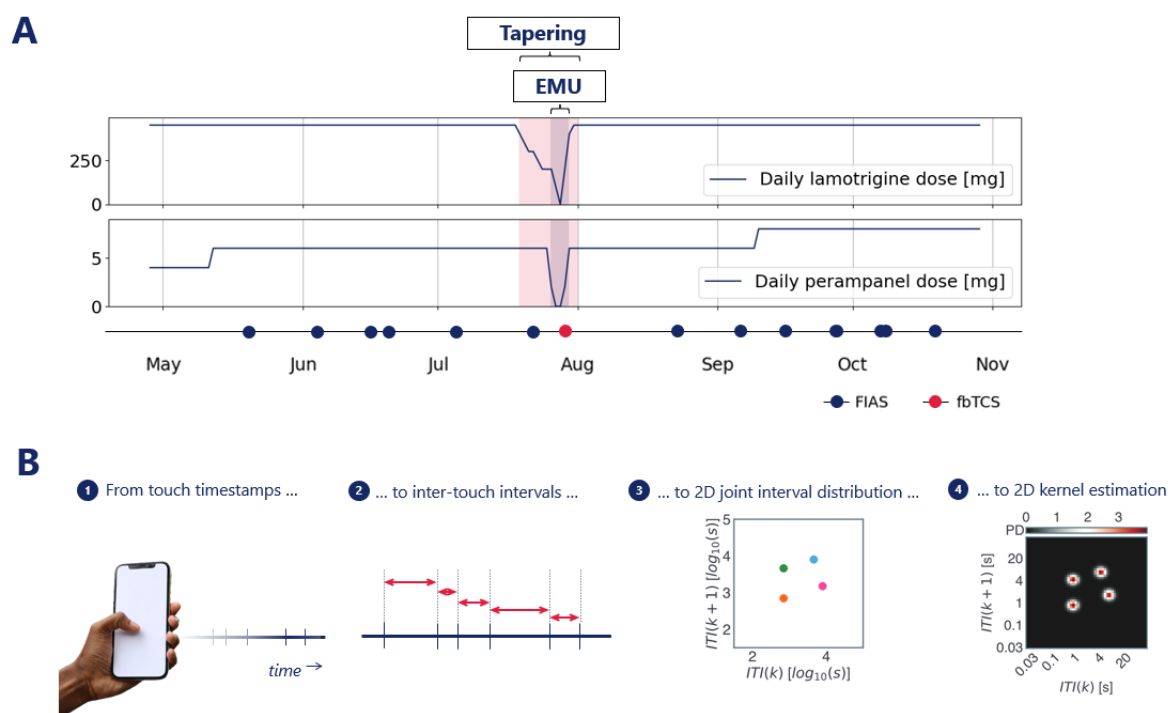 A
Tapering
EMU
250
0
Daily lamotrigine dose [mg]
5
0
Daily perampanel dose [mg]
May Jun Jul Aug Sep Oct Nov
FIAS fbTCS
B
1 From touch timestamps ...
2 ... to inter-touch intervals ...
3 ... to 2D joint interval distribution ...
4 ... to 2D kernel estimation
time →
ITI(k + 1) [log10(s)]
5
4
3
2
2 4
ITI(k) [log10(s)]
0 1 2 3
PD
ITI(k + 1) [s]
20
4
1
0.1
0.03
0.03 0.1 1 4 20
ITI(k) [s]